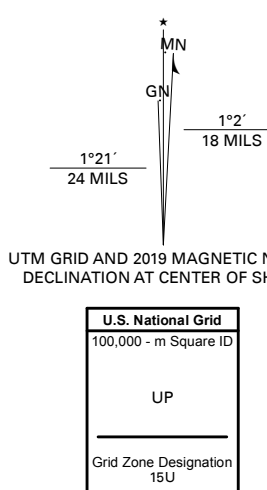 ★
MN
GN
1°2´
18 MILS
1°21´
24 MILS
UTM GRID AND 2019 MAGNETIC N
DECLINATION AT CENTER OF SH
U.S. National Grid
100,000 - m Square ID
UP
Grid Zone Designation
15U